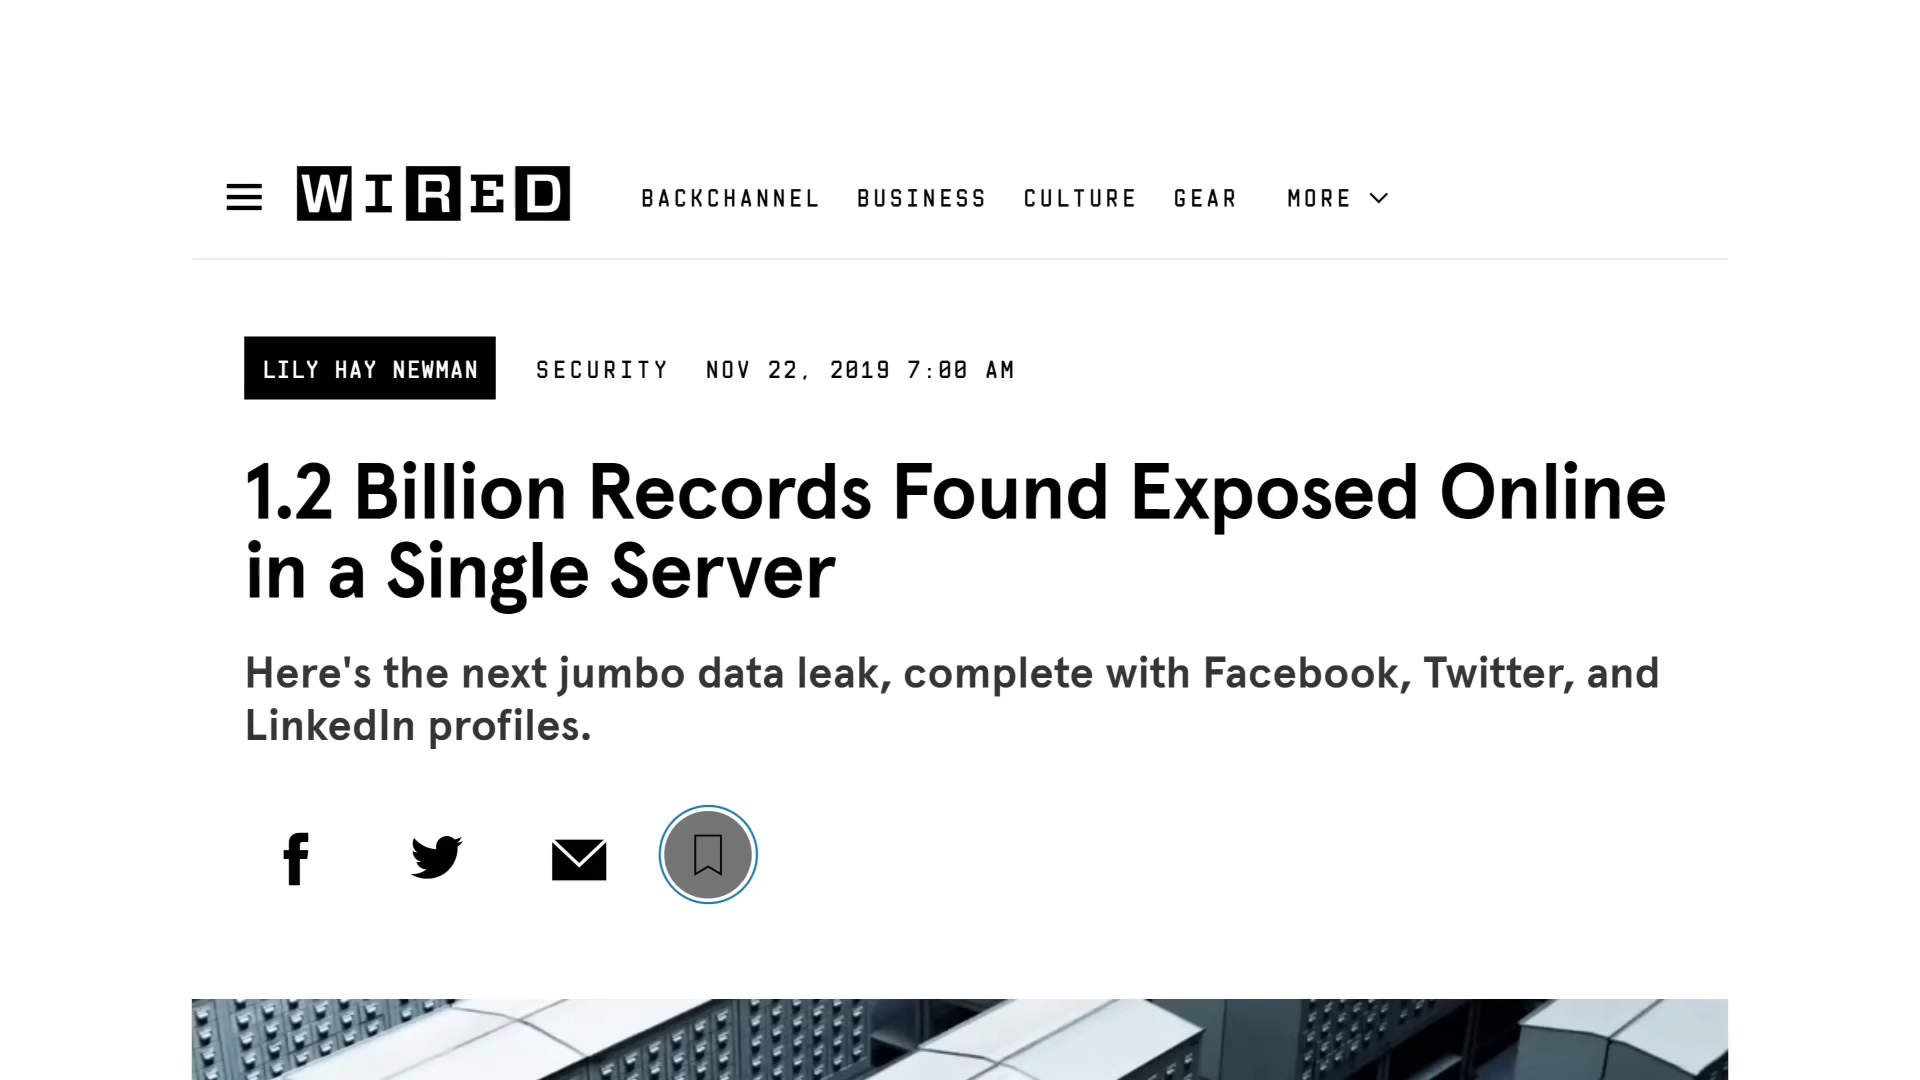 WIRED BACKCHANNEL BUSINESS CULTURE GEAR MORE
LILY HAY NEWMAN SECURITY NOV 22, 2019 7:00 AM
1.2 Billion Records Found Exposed Online
in a Single Server
Here's the next jumbo data leak, complete with Facebook, Twitter, and
LinkedIn profiles.